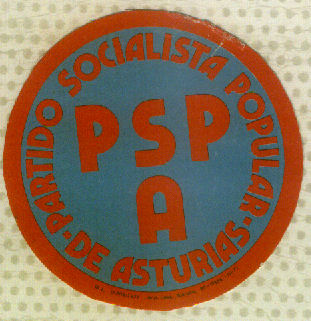 PARTIDO SOCIALISTA POPULAR
PSP
A
· DE ASTURIAS ·